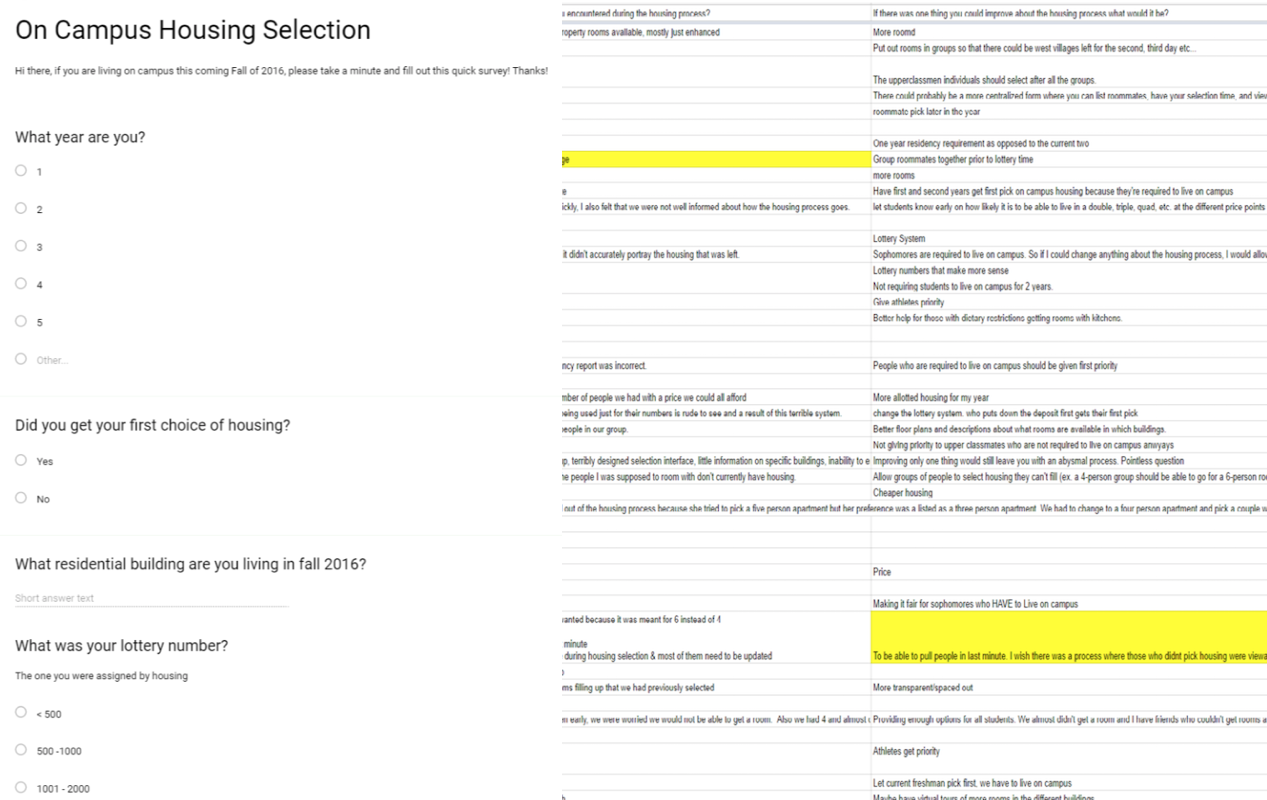 On Campus Housing Selection
Hi there, if you are living on campus this coming Fall of 2016, please take a minute and fill out this quick survey! Thanks!
What year are you?
1
2
3
4
5
Other...
Did you get your first choice of housing?
Yes
No
What residential building are you living in fall 2016?
Short answer text
What was your lottery number?
The one you were assigned by housing
< 500
500 -1000
1001 - 2000
encountered during the housing process? If there was one thing you could improve about the housing process what would it be?
roperty rooms available, mostly just enhanced More roomd
Put out rooms in groups so that there could be west villages left for the second, third day etc...
The upperclassmen individuals should select after all the groups.
There could probably be a more centralized form where you can list roommates, have your selection time, and view
roommate pick later in the year
One year residency requirement as opposed to the current two
ge Group roommates together prior to lottery time
more rooms
e Have first and second years get first pick on campus housing because they're required to live on campus
ickly, I also felt that we were not well informed about how the housing process goes. let students know early on how likely it is to be able to live in a double, triple, quad, etc. at the different price points
Lottery System
it didn't accurately portray the housing that was left. Sophomores are required to live on campus. So if I could change anything about the housing process, I would allo
Lottery numbers that make more sense
Not requiring students to live on campus for 2 years.
Give athletes priority
Better help for those with dietary restrictions getting rooms with kitchens.
ncy report was incorrect. People who are required to live on campus should be given first priority
mber of people we had with a price we could all afford More allotted housing for my year
being used just for their numbers is rude to see and a result of this terrible system. change the lottery system. who puts down the deposit first gets their first pick
eople in our group. Better floor plans and descriptions about what rooms are available in which buildings.
Not giving priority to upper classmates who are not required to live on campus anwyays
p, terribly designed selection interface, little information on specific buildings, inability to e Improving only one thing would still leave you with an abysmal process. Pointless question
he people I was supposed to room with don't currently have housing. Allow groups of people to select housing they can't fill (ex. a 4-person group should be able to go for a 6-person ro
Cheaper housing
out of the housing process because she tried to pick a five person apartment but her preference was a listed as a three person apartment. We had to change to a four person apartment and pick a couple w
Price
Making it fair for sophomores who HAVE to Live on campus
anted because it was meant for 6 instead of 4
minute
during housing selection & most of them need to be updated To be able to pull people in last minute. I wish there was a process where those who didnt pick housing were viewa
ms filling up that we had previously selected More transparent/spaced out
n early, we were worried we would not be able to get a room. Also we had 4 and almost Providing enough options for all students. We almost didn't get a room and I have friends who couldn't get rooms a
Athletes get priority
Let current freshman pick first, we have to live on campus
Maybe have virtual tours of more rooms in the different buildings